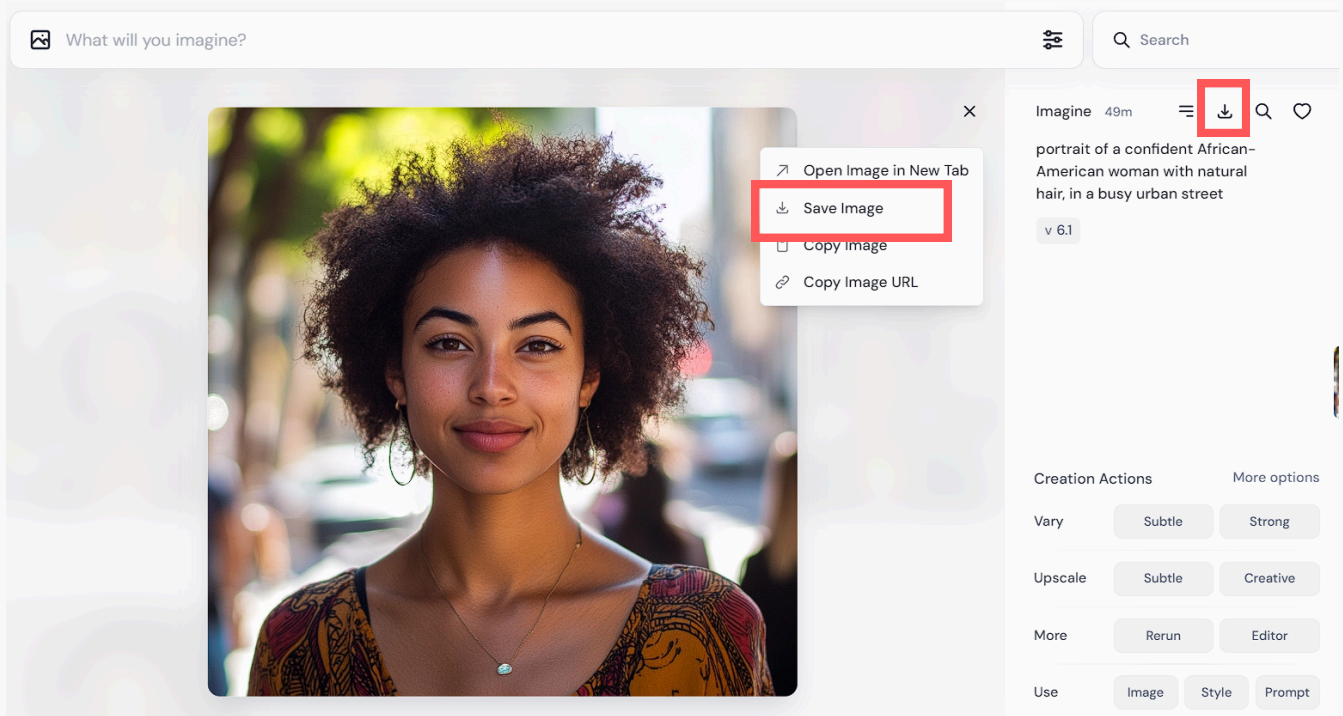 What will you imagine?
Search
Imagine 49m
portrait of a confident African-
American woman with natural
hair, in a busy urban street
v 6.1
Open Image in New Tab
Save Image
Copy Image
Copy Image URL
Creation Actions More options
Vary Subtle Strong
Upscale Subtle Creative
More Rerun Editor
Use Image Style Prompt